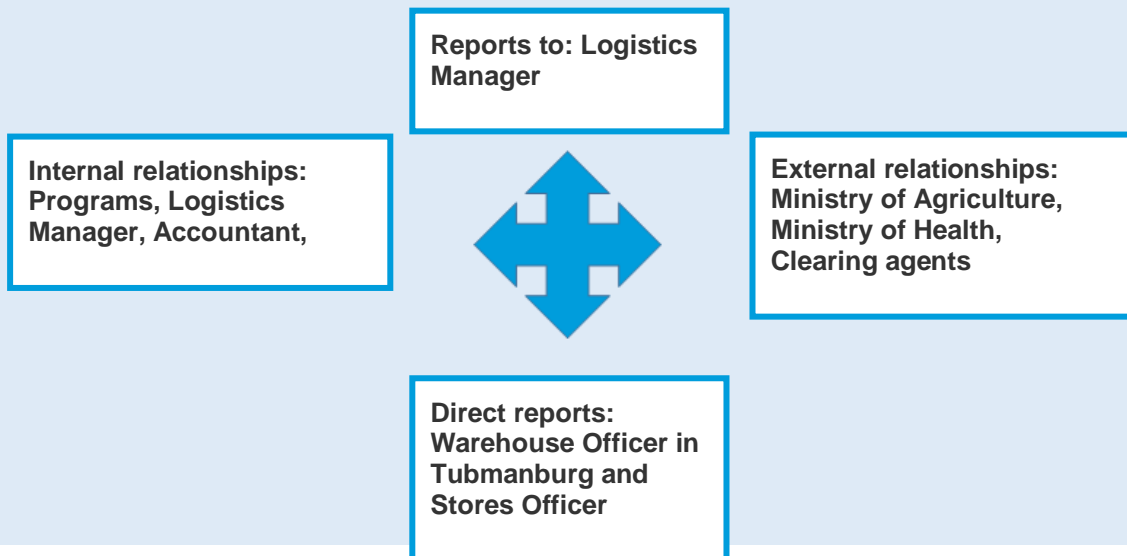 Reports to: Logistics
Manager
Internal relationships:
Programs, Logistics
Manager, Accountant,
External relationships:
Ministry of Agriculture,
Ministry of Health,
Clearing agents
Direct reports:
Warehouse Officer in
Tubmanburg and
Stores Officer